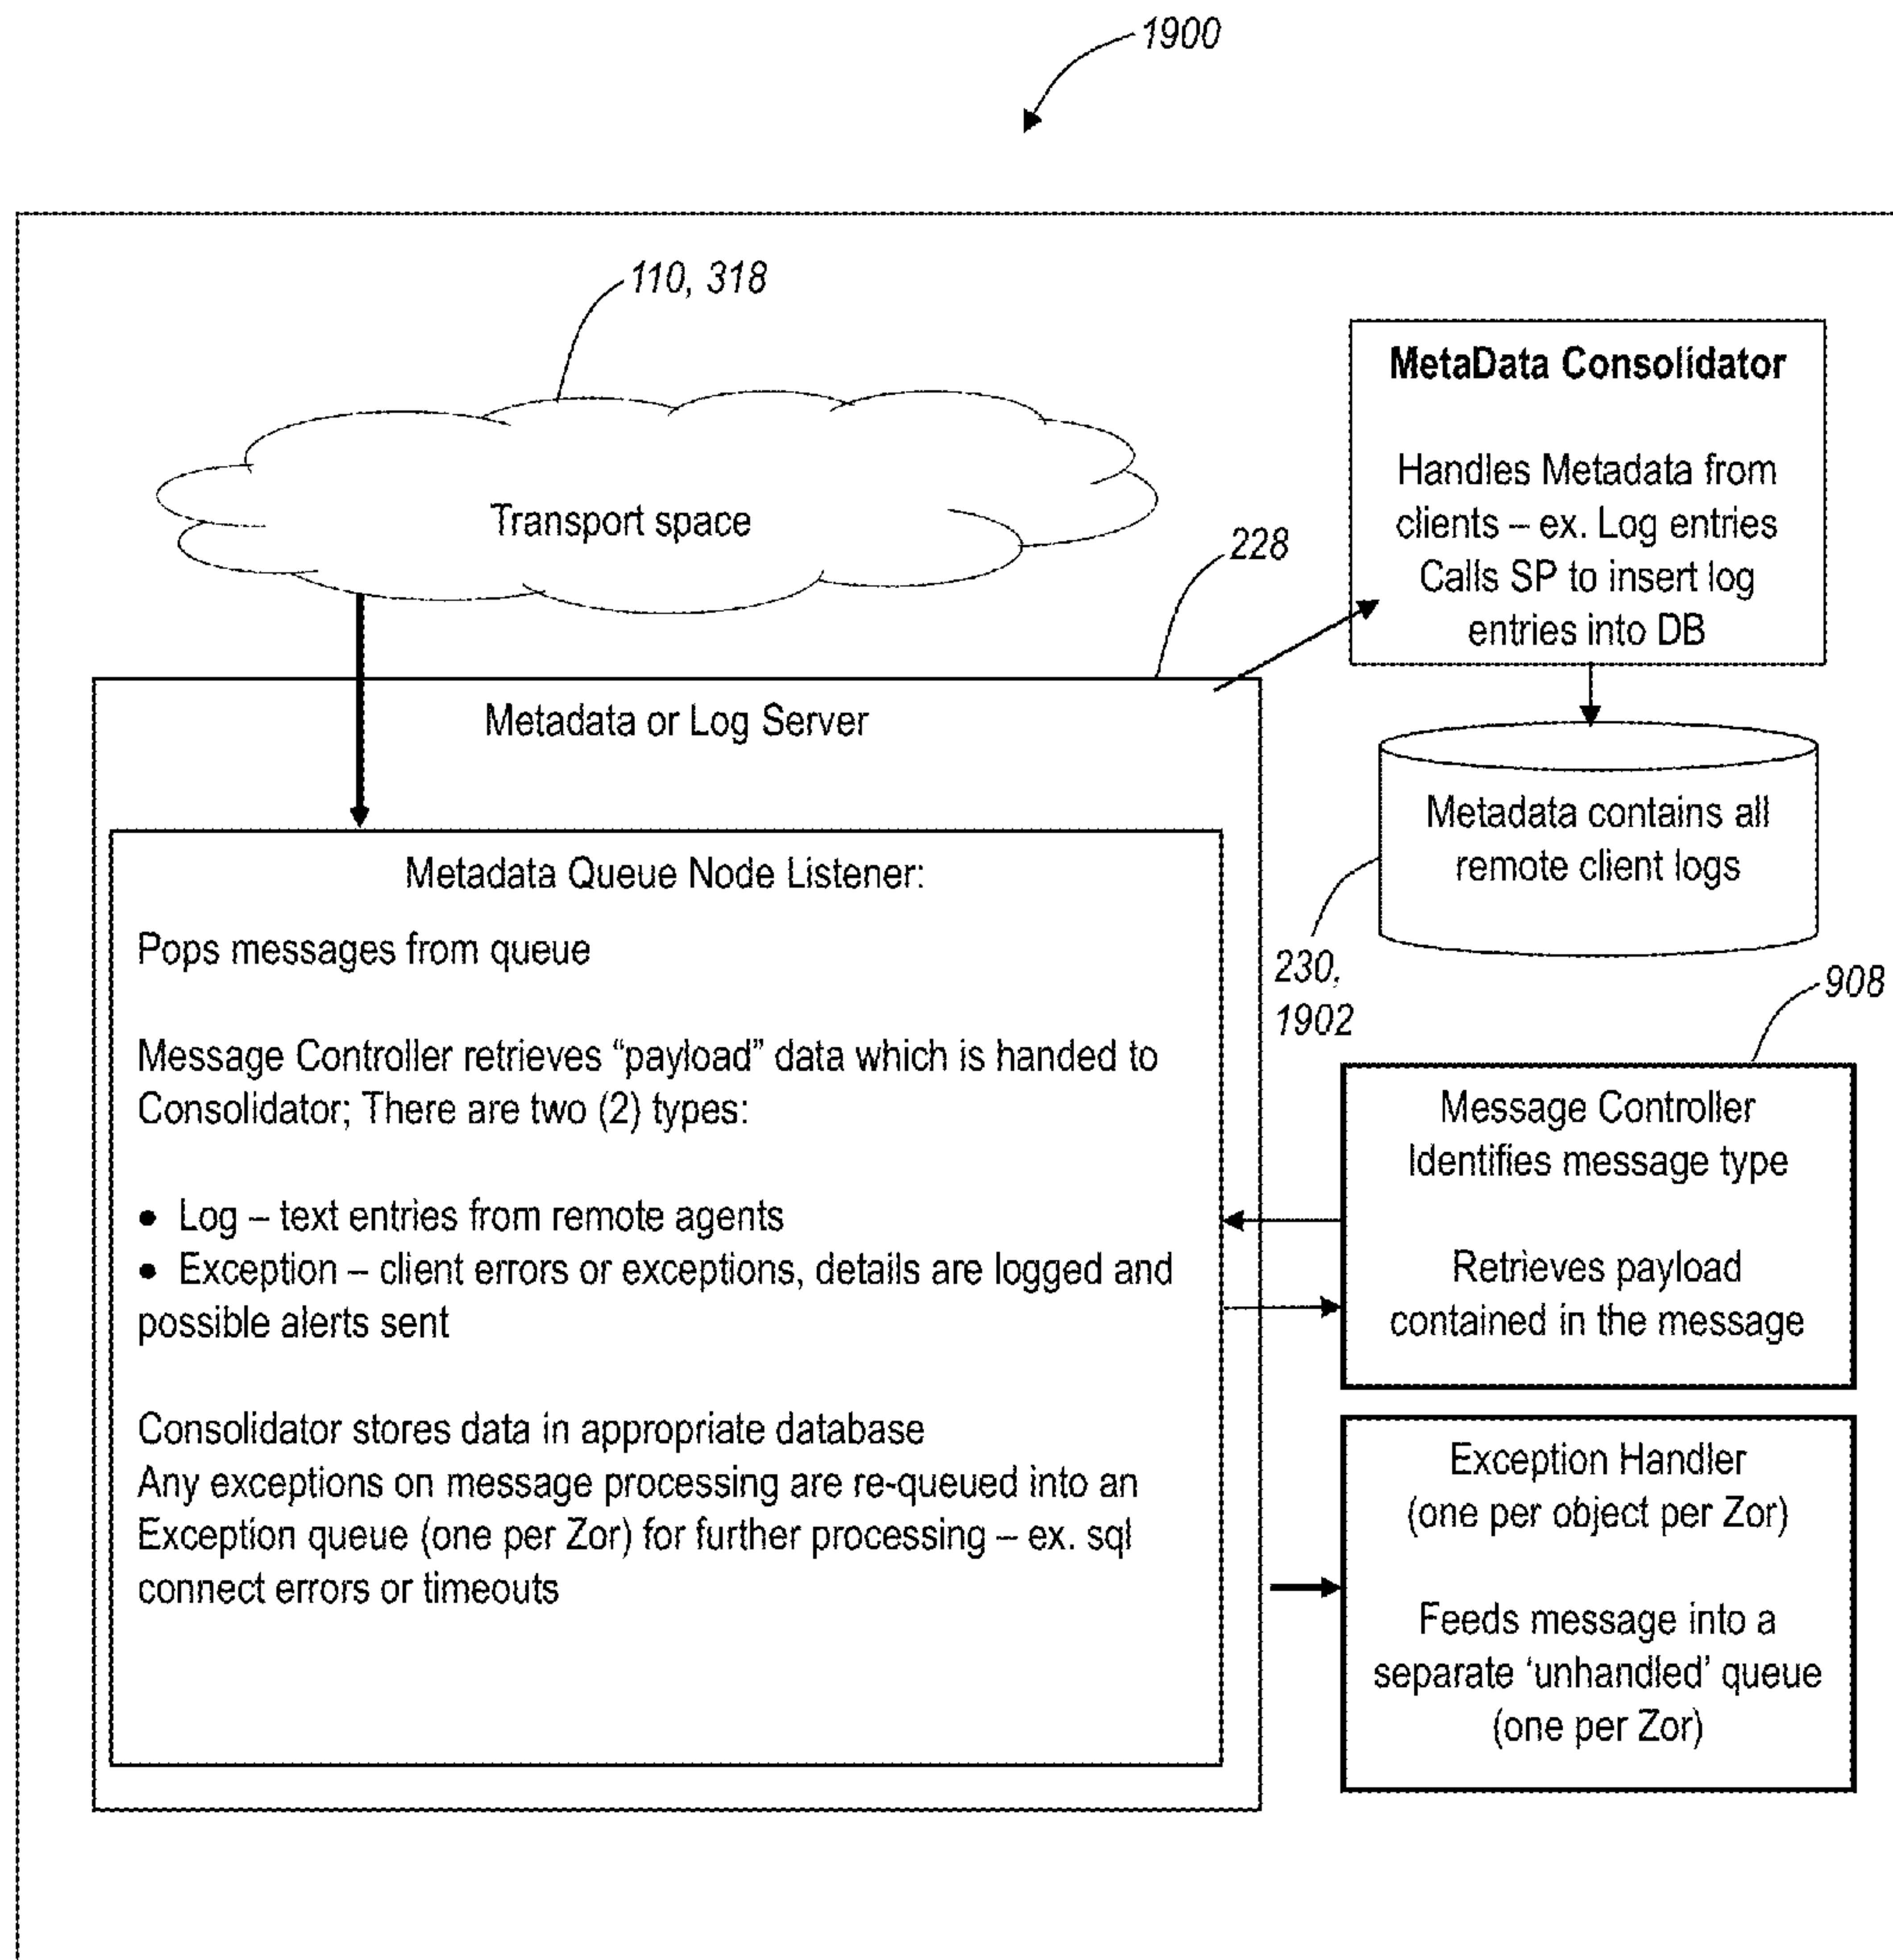 1900
110, 318
Transport space
MetaData Consolidator
Handles Metadata from
clients – ex. Log entries
Calls SP to insert log
entries into DB
228
Metadata or Log Server
Metadata contains all
remote client logs
230,
1902
Metadata Queue Node Listener:
Pops messages from queue
Message Controller retrieves “payload” data which is handed to
Consolidator; There are two (2) types:
• Log – text entries from remote agents
• Exception – client errors or exceptions, details are logged and
possible alerts sent
Consolidator stores data in appropriate database
Any exceptions on message processing are re-queued into an
Exception queue (one per Zor) for further processing – ex. sql
connect errors or timeouts
908
Message Controller
Identifies message type
Retrieves payload
contained in the message
Exception Handler
(one per object per Zor)
Feeds message into a
separate ‘unhandled’ queue
(one per Zor)